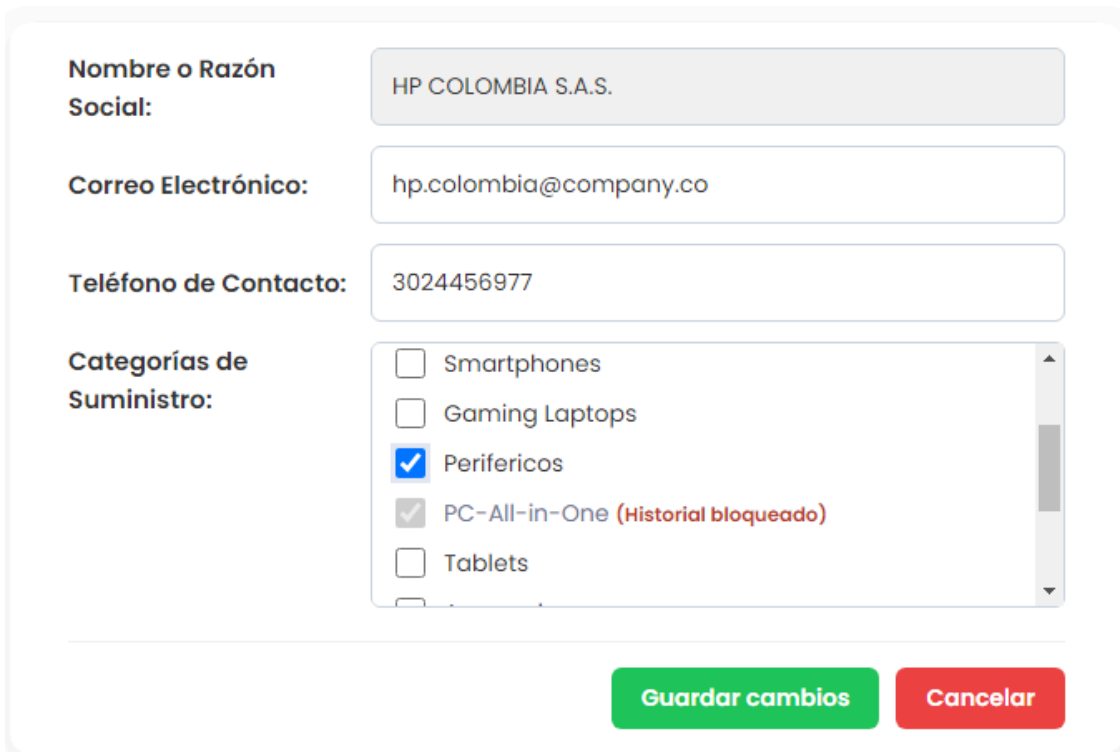 Nombre o Razón
Social:
HP COLOMBIA S.A.S.
Correo Electrónico:
hp.colombia@company.co
Teléfono de Contacto:
3024456977
Categorías de
Suministro:
Smartphones
Gaming Laptops
Perifericos
PC-All-in-One (Historial bloqueado)
Tablets
Guardar cambios
Cancelar